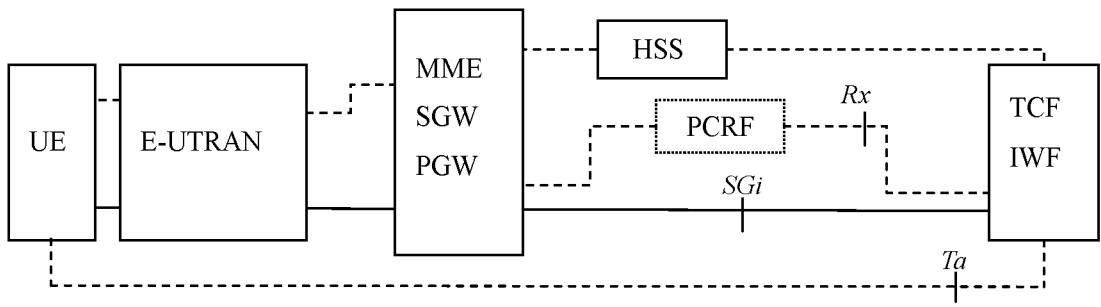 UE
E-UTRAN
MME
SGW
PGW
HSS
PCRF
Rx
SGi
TCF
IWF
Ta